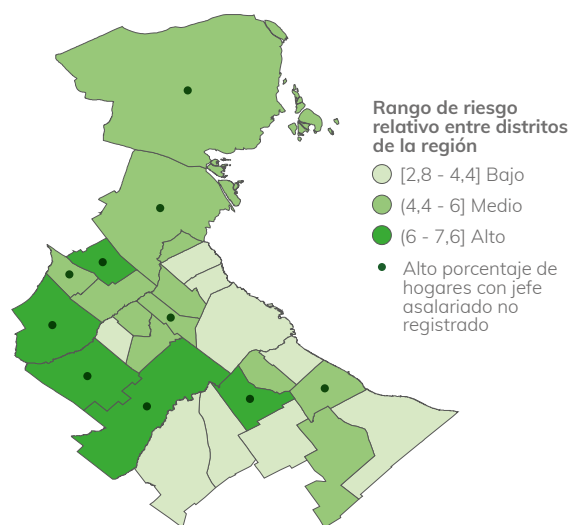 Rango de riesgo
relativo entre distritos
de la región
[2,8 - 4,4] Bajo
(4,4 - 6] Medio
(6 - 7,6] Alto
Alto porcentaje de
hogares con jefe
asalariado no
registrado